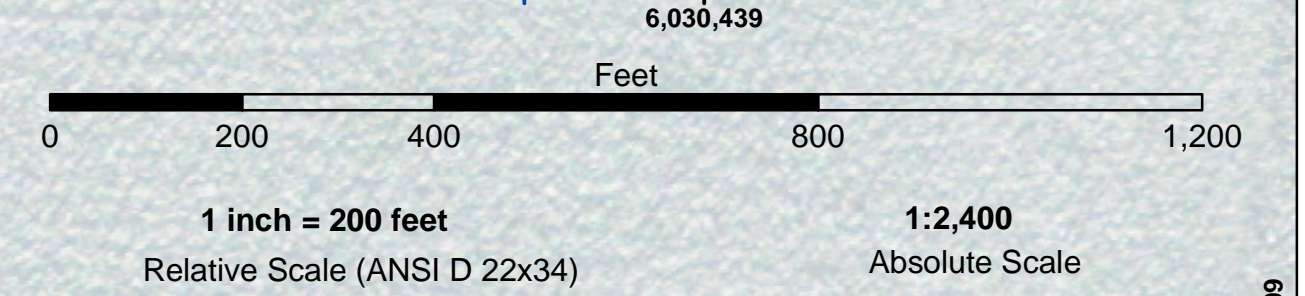 6,030,439
Feet
0 200 400 800 1,200
1 inch = 200 feet 1:2,400
Relative Scale (ANSI D 22x34) Absolute Scale